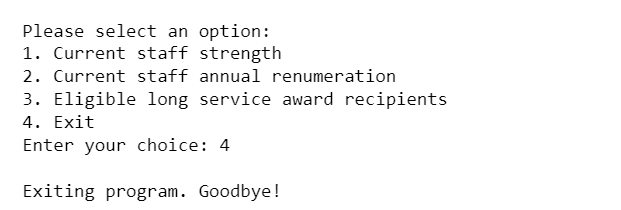 Please select an option:
1. Current staff strength
2. Current staff annual renumeration
3. Eligible long service award recipients
4. Exit
Enter your choice: 4
Exiting program. Goodbye!